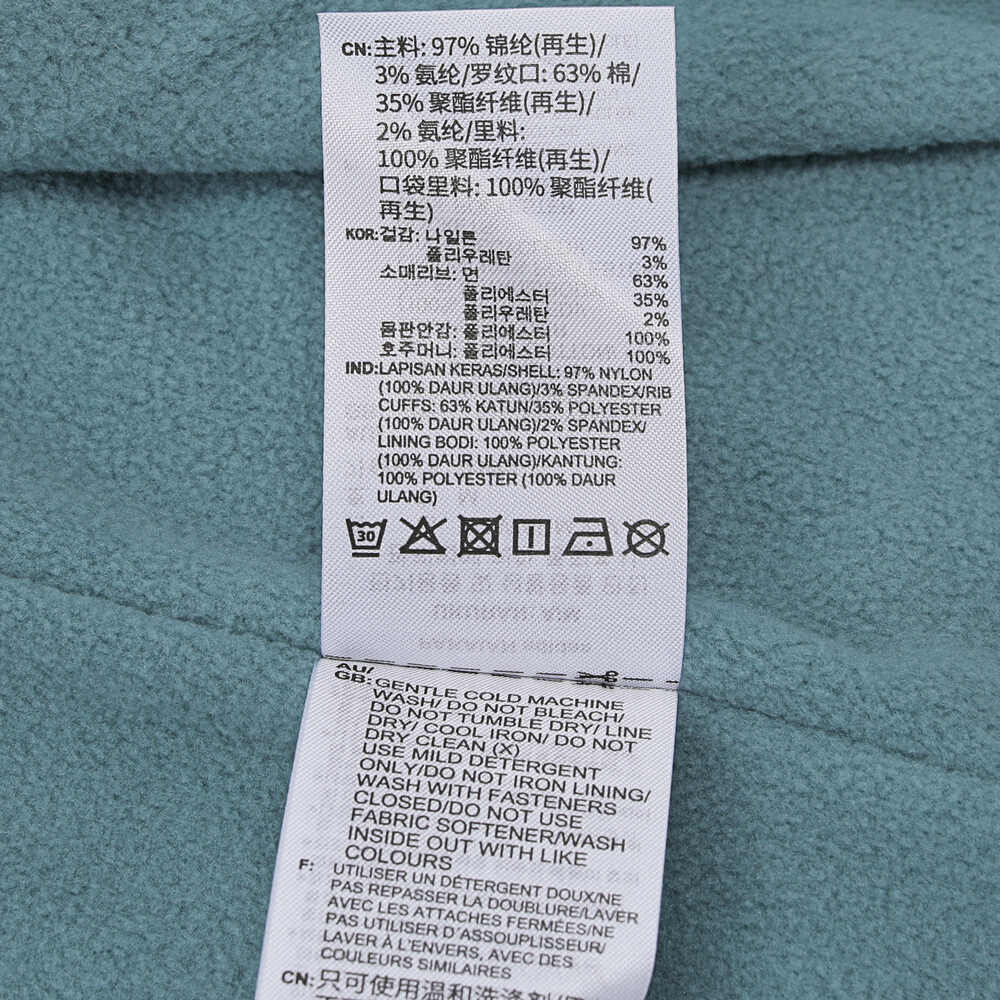 CN:主料: 97% 锦纶(再生)/
3% 氨纶/罗纹口: 63% 棉/
35% 聚酯纤维(再生)/
2% 氨纶/里料:
100% 聚酯纤维(再生)/
口袋里料: 100% 聚酯纤维(
再生)
KOR:겉감: 나일론 97%
폴리우레탄 3%
소매리브: 면 63%
폴리에스터 35%
폴리우레탄 2%
몸판안감: 폴리에스터 100%
호주머니: 폴리에스터 100%
IND:LAPISAN KERAS/SHELL: 97% NYLON
(100% DAUR ULANG)/3% SPANDEX/RIB
CUFFS: 63% KATUN/35% POLYESTER
(100% DAUR ULANG)/2% SPANDEX/
LINING BODI: 100% POLYESTER
(100% DAUR ULANG)/KANTUNG:
100% POLYESTER (100% DAUR
ULANG)
30
AU/
GB:GENTLE COLD MACHINE
WASH/ DO NOT BLEACH/
DO NOT TUMBLE DRY/ LINE
DRY/ COOL IRON/ DO NOT
DRY CLEAN (X)
USE MILD DETERGENT
ONLY/DO NOT IRON LINING/
WASH WITH FASTENERS
CLOSED/DO NOT USE
FABRIC SOFTENER/WASH
INSIDE OUT WITH LIKE
COLOURS
F: UTILISER UN DÉTERGENT DOUX/NE
PAS REPASSER LA DOUBLURE/LAVER
AVEC LES ATTACHES FERMÉES/NE
PAS UTILISER D´ASSOUPLISSEUR/
LAVER À L'ENVERS, AVEC DES
COULEURS SIMILAIRES
CN:只可使用温和洗涤剂/